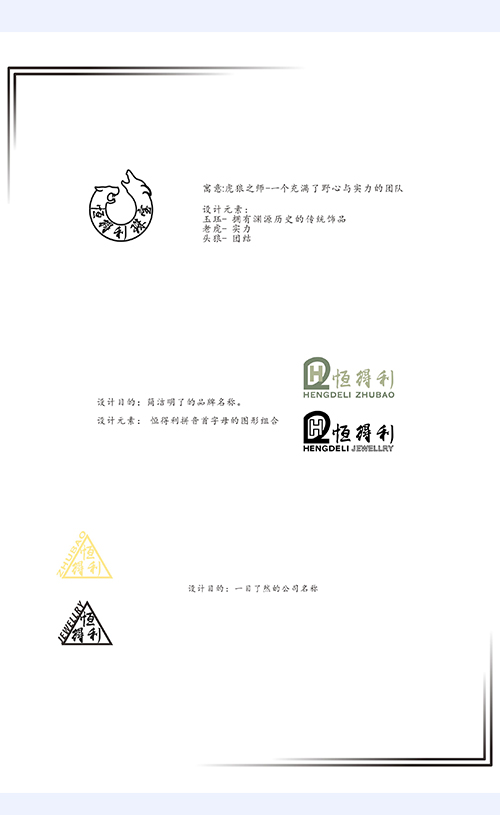 寓意:虎狼之师-一个充满了野心与实力的团队
设计元素:
玉珏- 拥有渊源历史的传统饰品
老虎- 实力
头狼- 团结
恒得利
恒得利
HENGDELI ZHUBAO
设计目的: 简洁明了的品牌名称。
设计元素: 恒得利拼音首字母的图形组合
恒得利
HENGDELI JEWELLRY
ZHUBAO
恒
得利
设计目的: 一目了然的公司名称
JEWELLRY
恒
得利